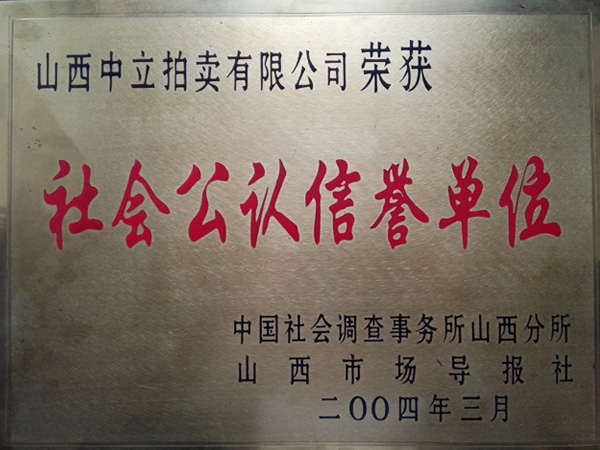 山西中立拍卖有限公司 荣获
社会公认信誉单位
中国社会调查事务所山西分所
山西市场导报社
二〇〇四年三月